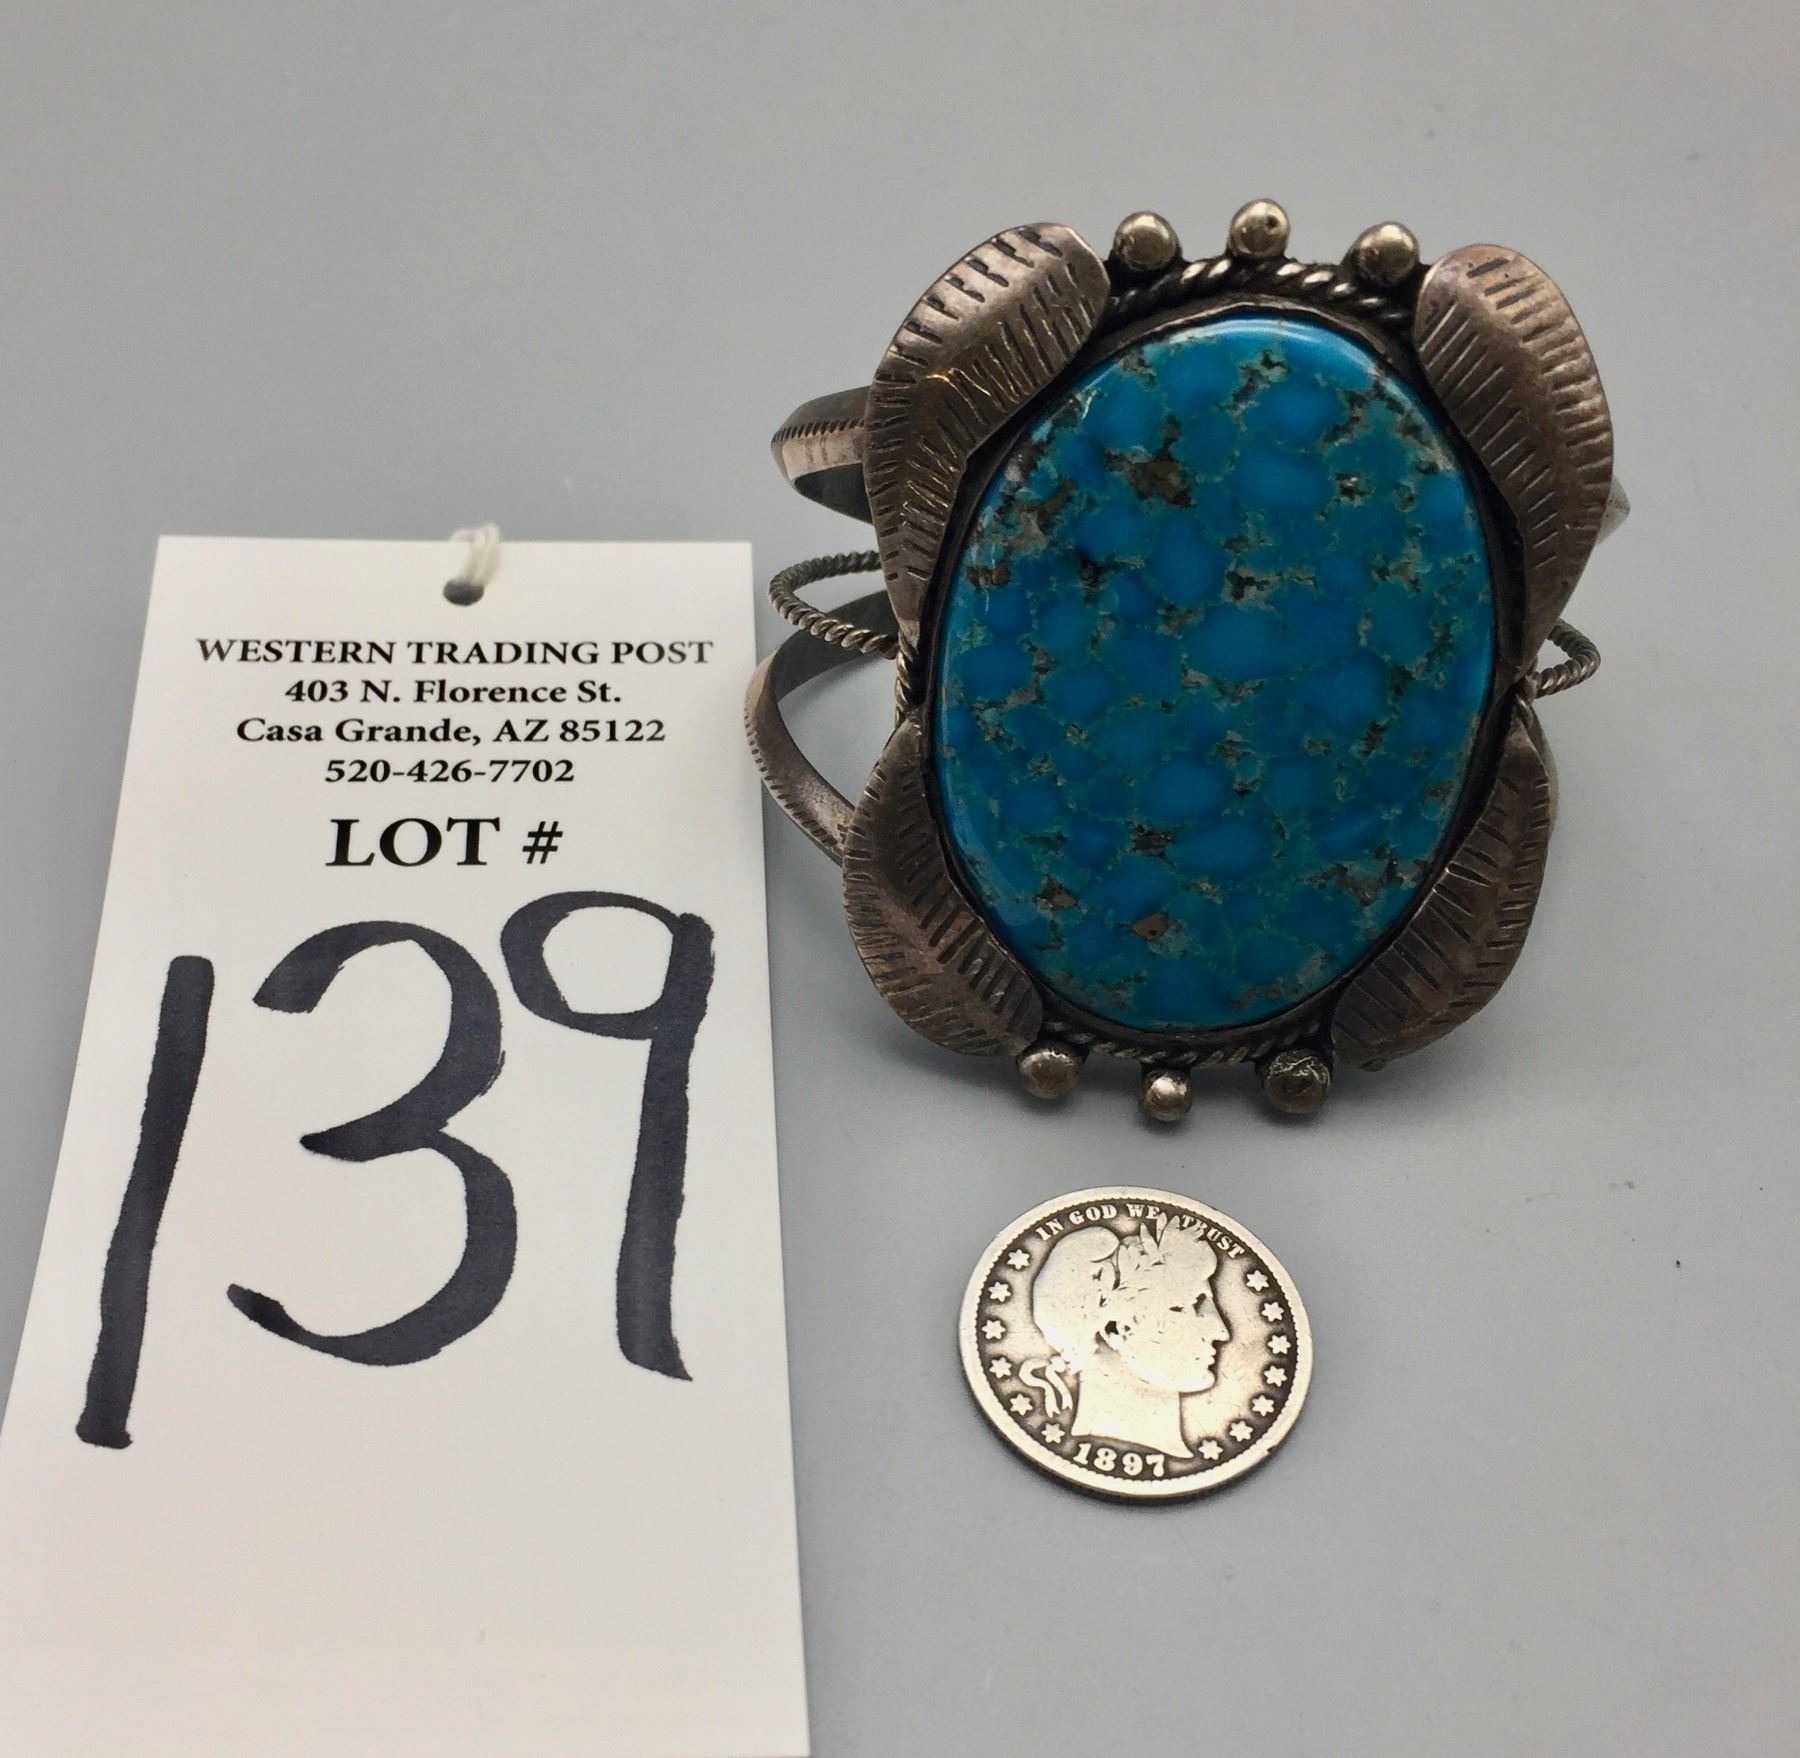 WESTERN TRADING POST
403 N. Florence St.
Casa Grande, AZ 85122
520-426-7702
LOT #
139
IN GOD WE TRUST
1897